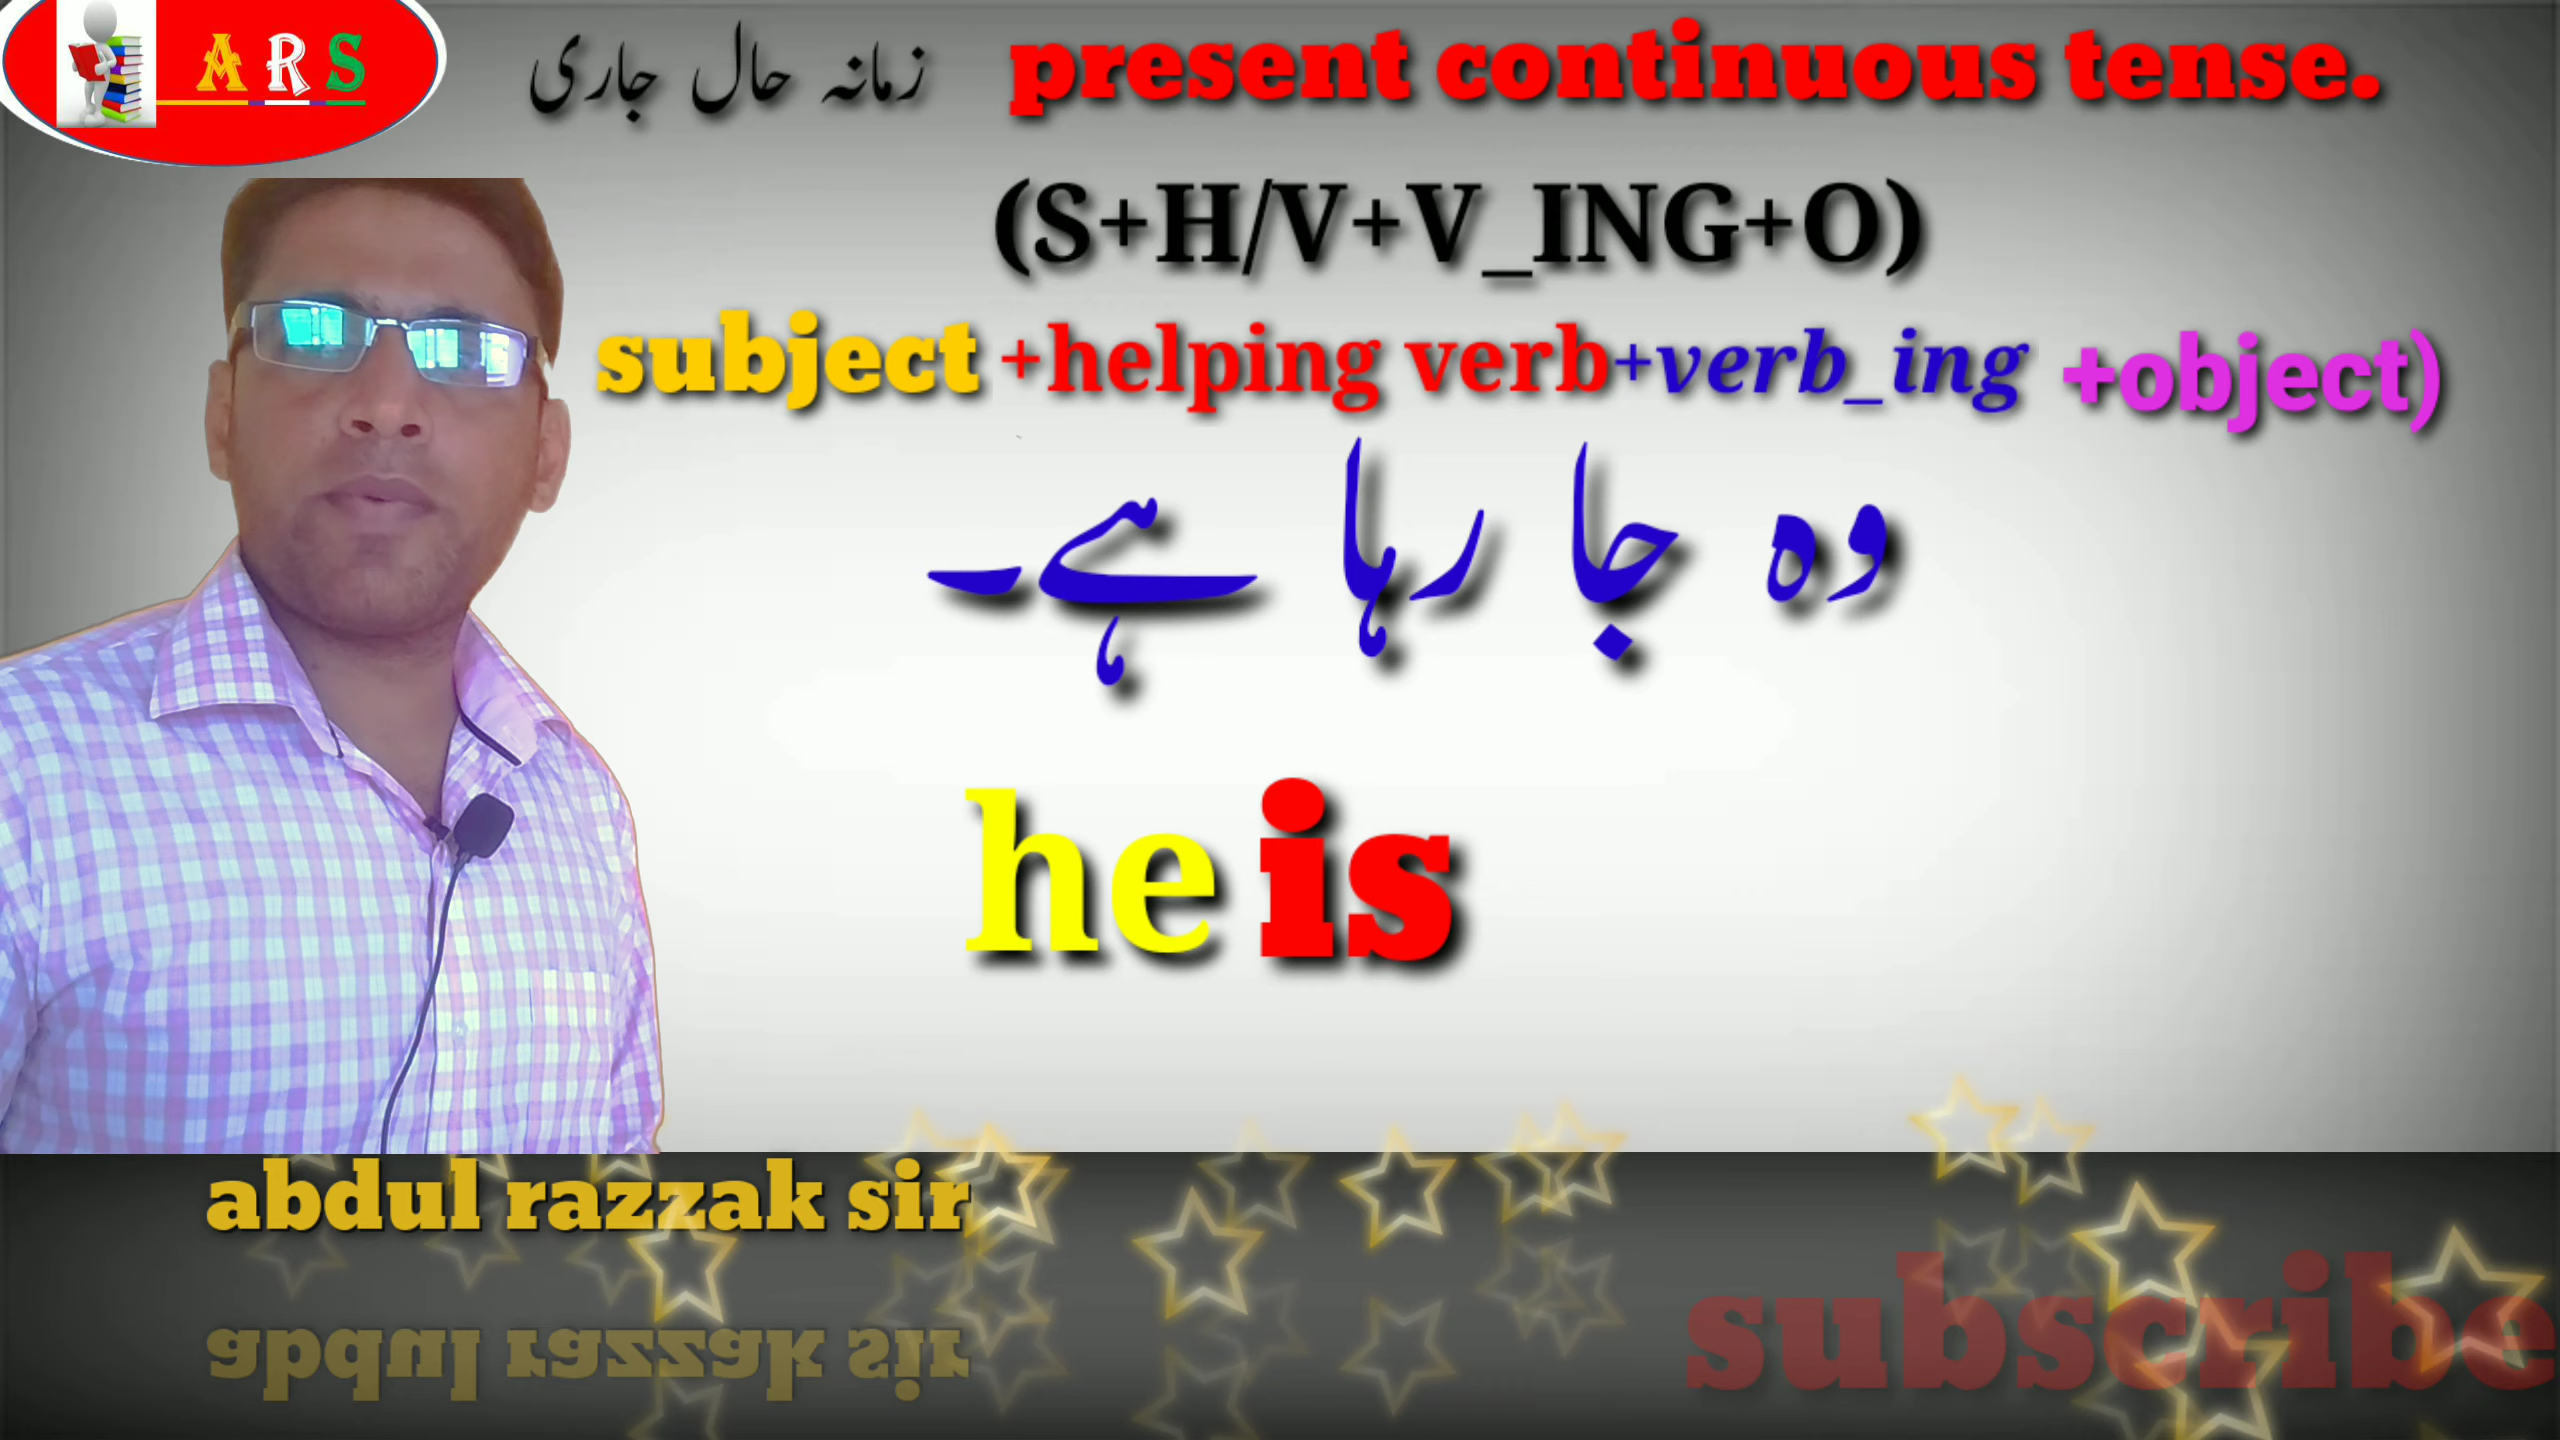 ARS
زمانہ حال جاری present continuous tense.
(S+H/V+V_ING+O)
subject +helping verb+verb_ing +object)
وہ جا رہا ہے۔
he is
abdul razzak sir
abdul razzak sir
subscribe